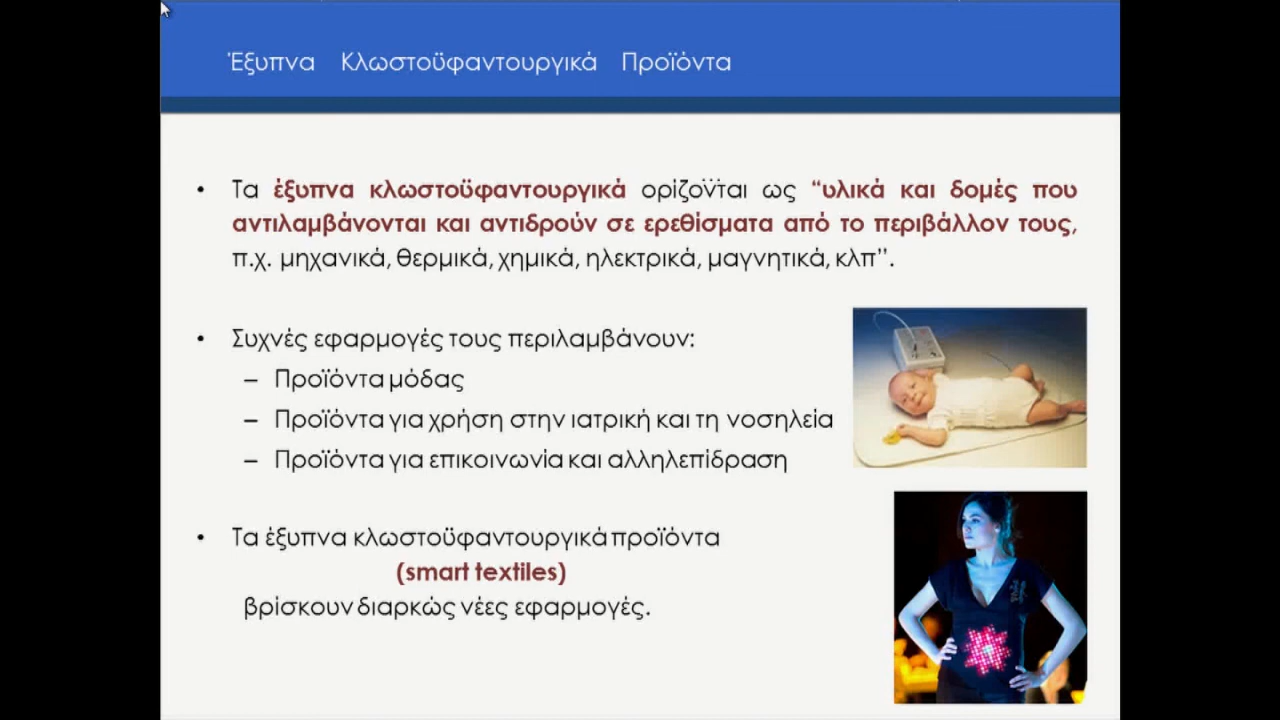 Έξυπνα Κλωστοϋφαντουργικά Προϊόντα
• Τα έξυπνα κλωστοϋφαντουργικά ορίζονται ως “υλικά και δομές που
αντιλαμβάνονται και αντιδρούν σε ερεθίσματα από το περιβάλλον τους,
π.χ. μηχανικά, θερμικά, χημικά, ηλεκτρικά, μαγνητικά, κλπ”.
• Συχνές εφαρμογές τους περιλαμβάνουν:
– Προϊόντα μόδας
– Προϊόντα για χρήση στην ιατρική και τη νοσηλεία
– Προϊόντα για επικοινωνία και αλληλεπίδραση
• Τα έξυπνα κλωστοϋφαντουργικά προϊόντα
(smart textiles)
βρίσκουν διαρκώς νέες εφαρμογές.